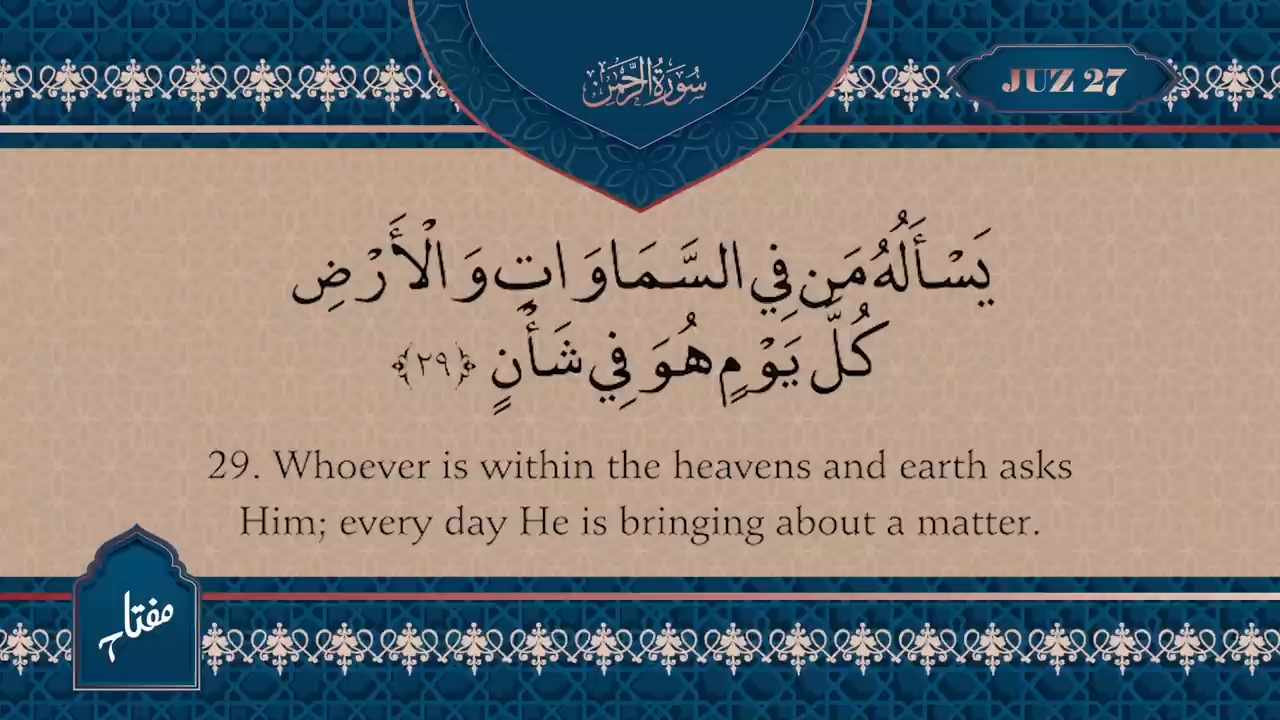 سُورَةُ الرَّحْمَٰنِ
JUZ 27
يَسْأَلُهُ مَن فِي السَّمَاوَاتِ وَالْأَرْضِ
كُلَّ يَوْمٍ هُوَ فِي شَأْنٍ ﴿٢٩﴾
29. Whoever is within the heavens and earth asks
Him; every day He is bringing about a matter.
مفتاح